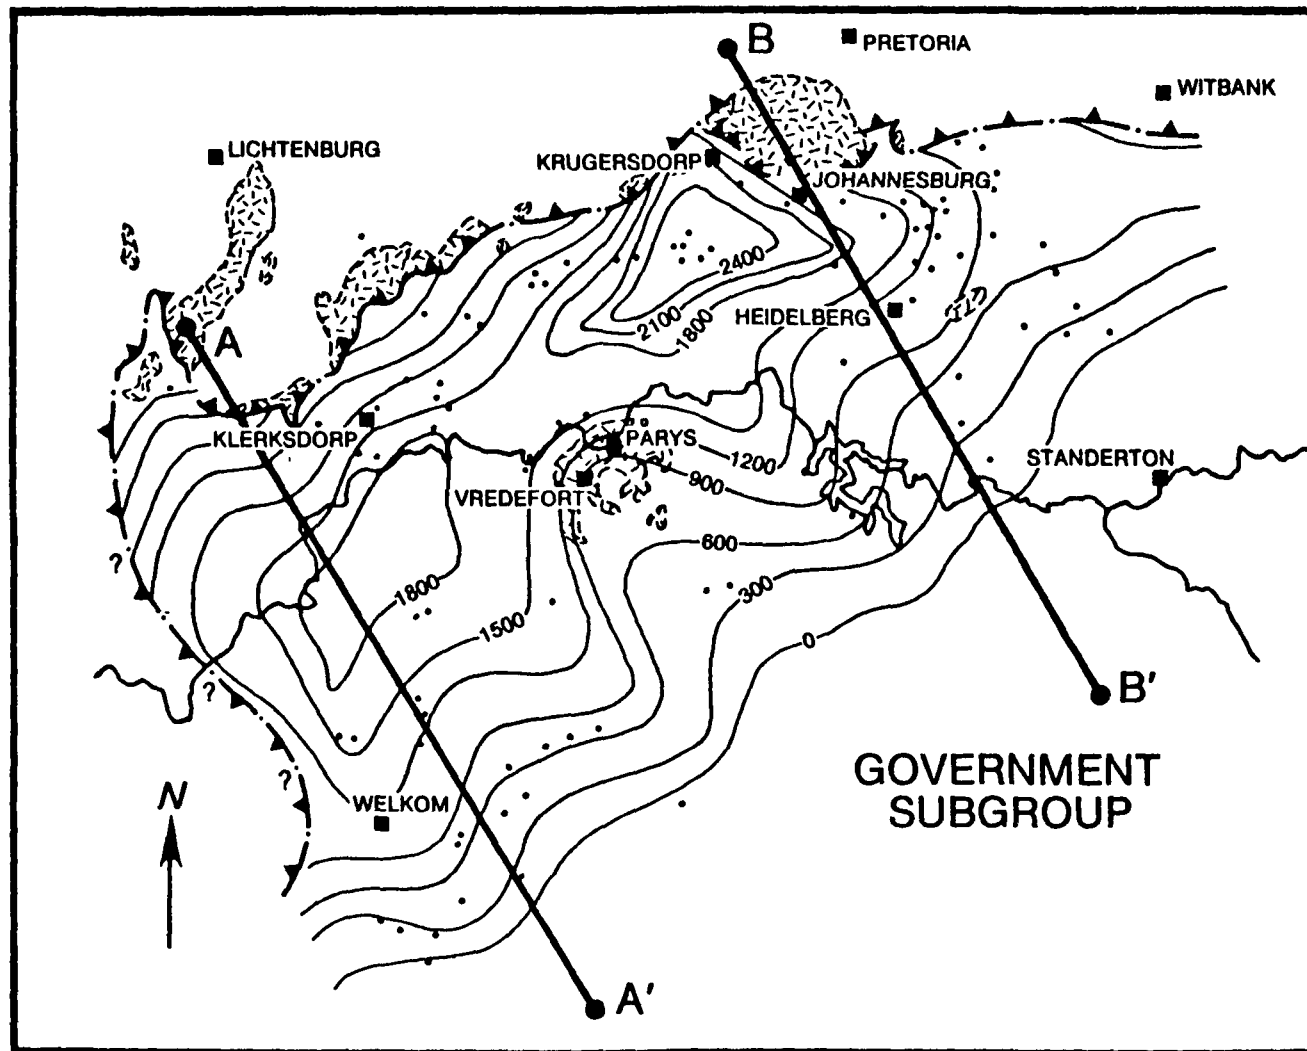 B
PRETORIA
WITBANK
LICHTENBURG
KRUGERSDORP
JOHANNESBURG
2400
A
HEIDELBERG
2100
1800
KLERKSDORP
PARYS
1200
STANDERTON
VREDEFORT
900
?
600
1800
300
1500
0
?
B'
GOVERNMENT
SUBGROUP
?
N
WELKOM
A'